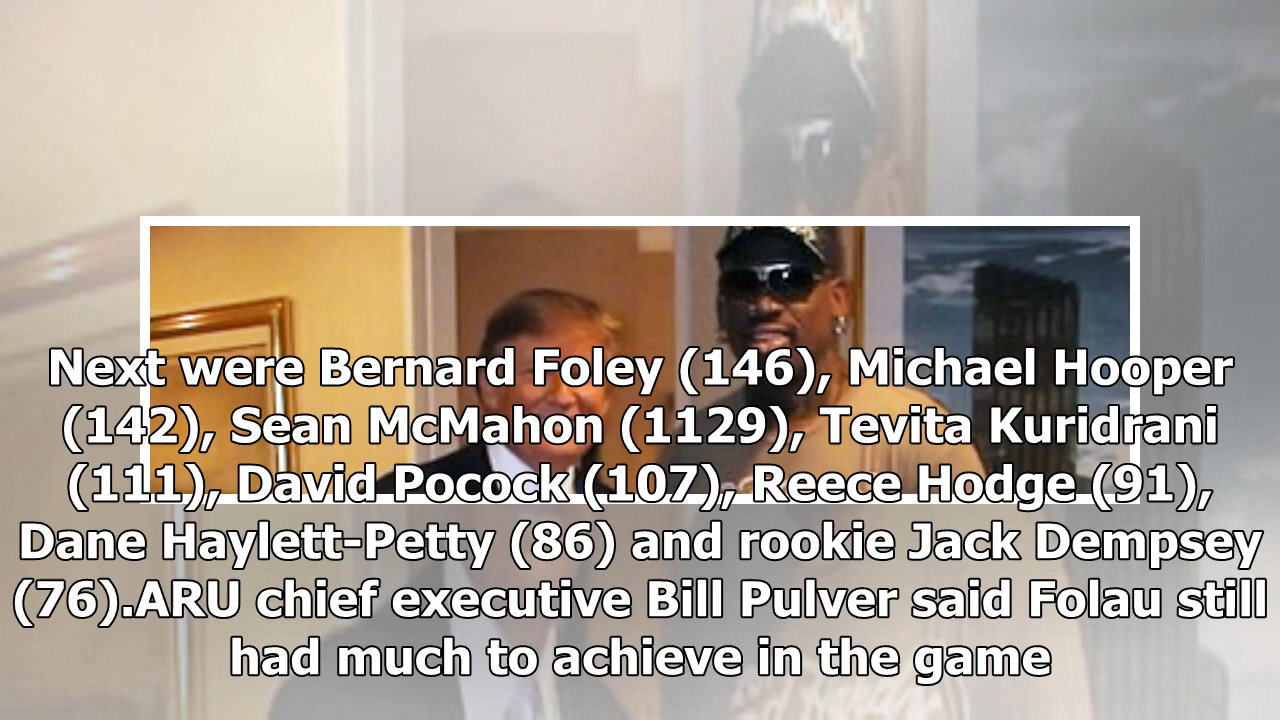 Next were Bernard Foley (146), Michael Hooper
(142), Sean McMahon (1129), Tevita Kuridrani
(111), David Pocock (107), Reece Hodge (91),
Dane Haylett-Petty (86) and rookie Jack Dempsey
(76).ARU chief executive Bill Pulver said Folau still
had much to achieve in the game